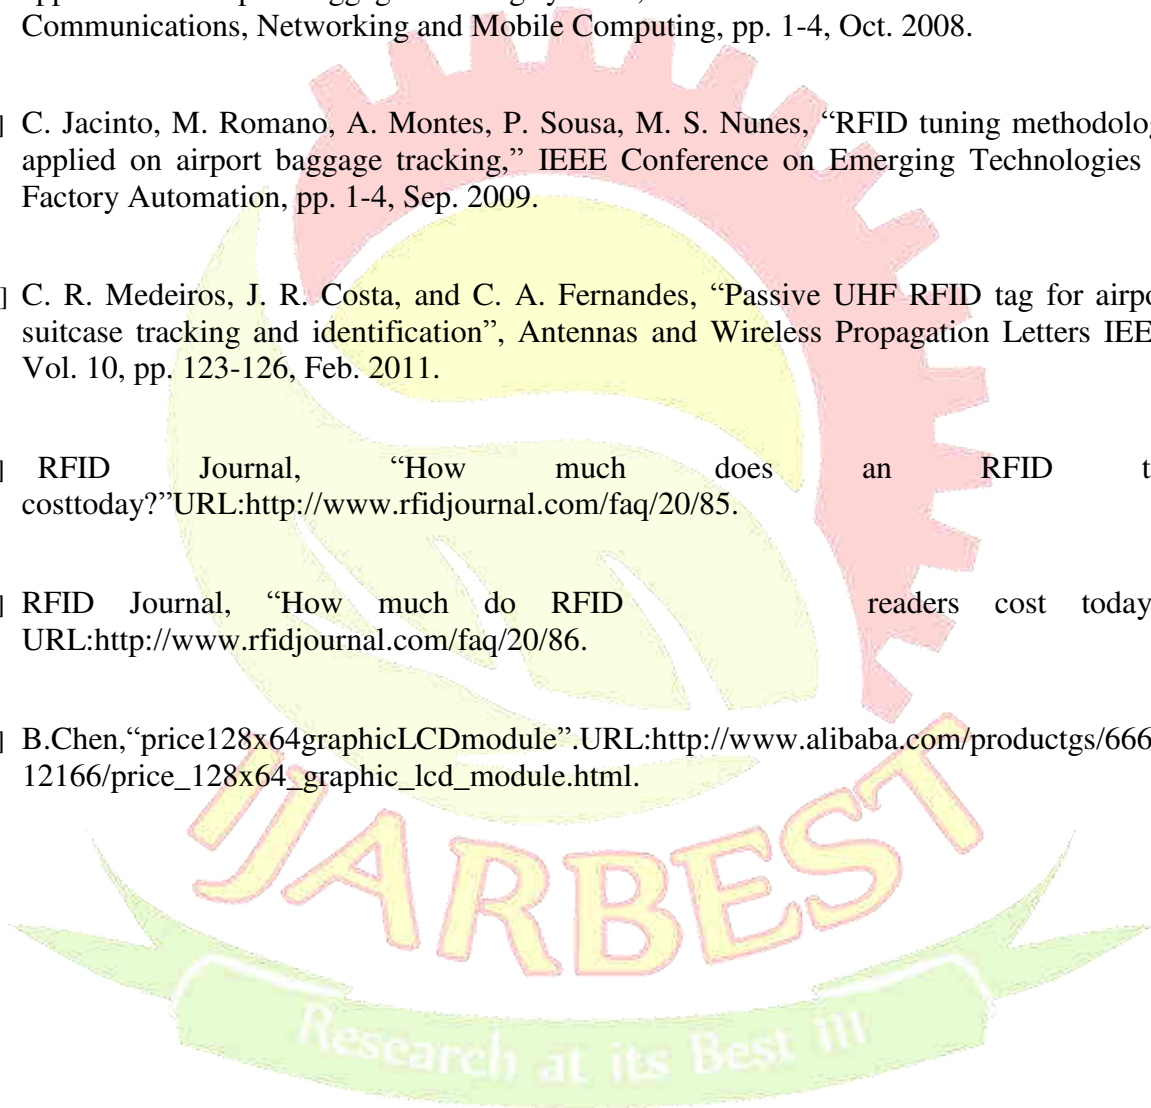 Communications, Networking and Mobile Computing, pp. 1-4, Oct. 2008.
] C. Jacinto, M. Romano, A. Montes, P. Sousa, M. S. Nunes, “RFID tuning methodolog
applied on airport baggage tracking,” IEEE Conference on Emerging Technologies
Factory Automation, pp. 1-4, Sep. 2009.
] C. R. Medeiros, J. R. Costa, and C. A. Fernandes, “Passive UHF RFID tag for airpo
suitcase tracking and identification”, Antennas and Wireless Propagation Letters IEE
Vol. 10, pp. 123-126, Feb. 2011.
] RFID Journal, “How much does an RFID t
costtoday?”URL:http://www.rfidjournal.com/faq/20/85.
] RFID Journal, “How much do RFID readers cost today
URL:http://www.rfidjournal.com/faq/20/86.
] B.Chen,“price128x64graphicLCDmodule”.URL:http://www.alibaba.com/productgs/666
12166/price_128x64_graphic_lcd_module.html.
IJARBEST
Research at its Best !!!